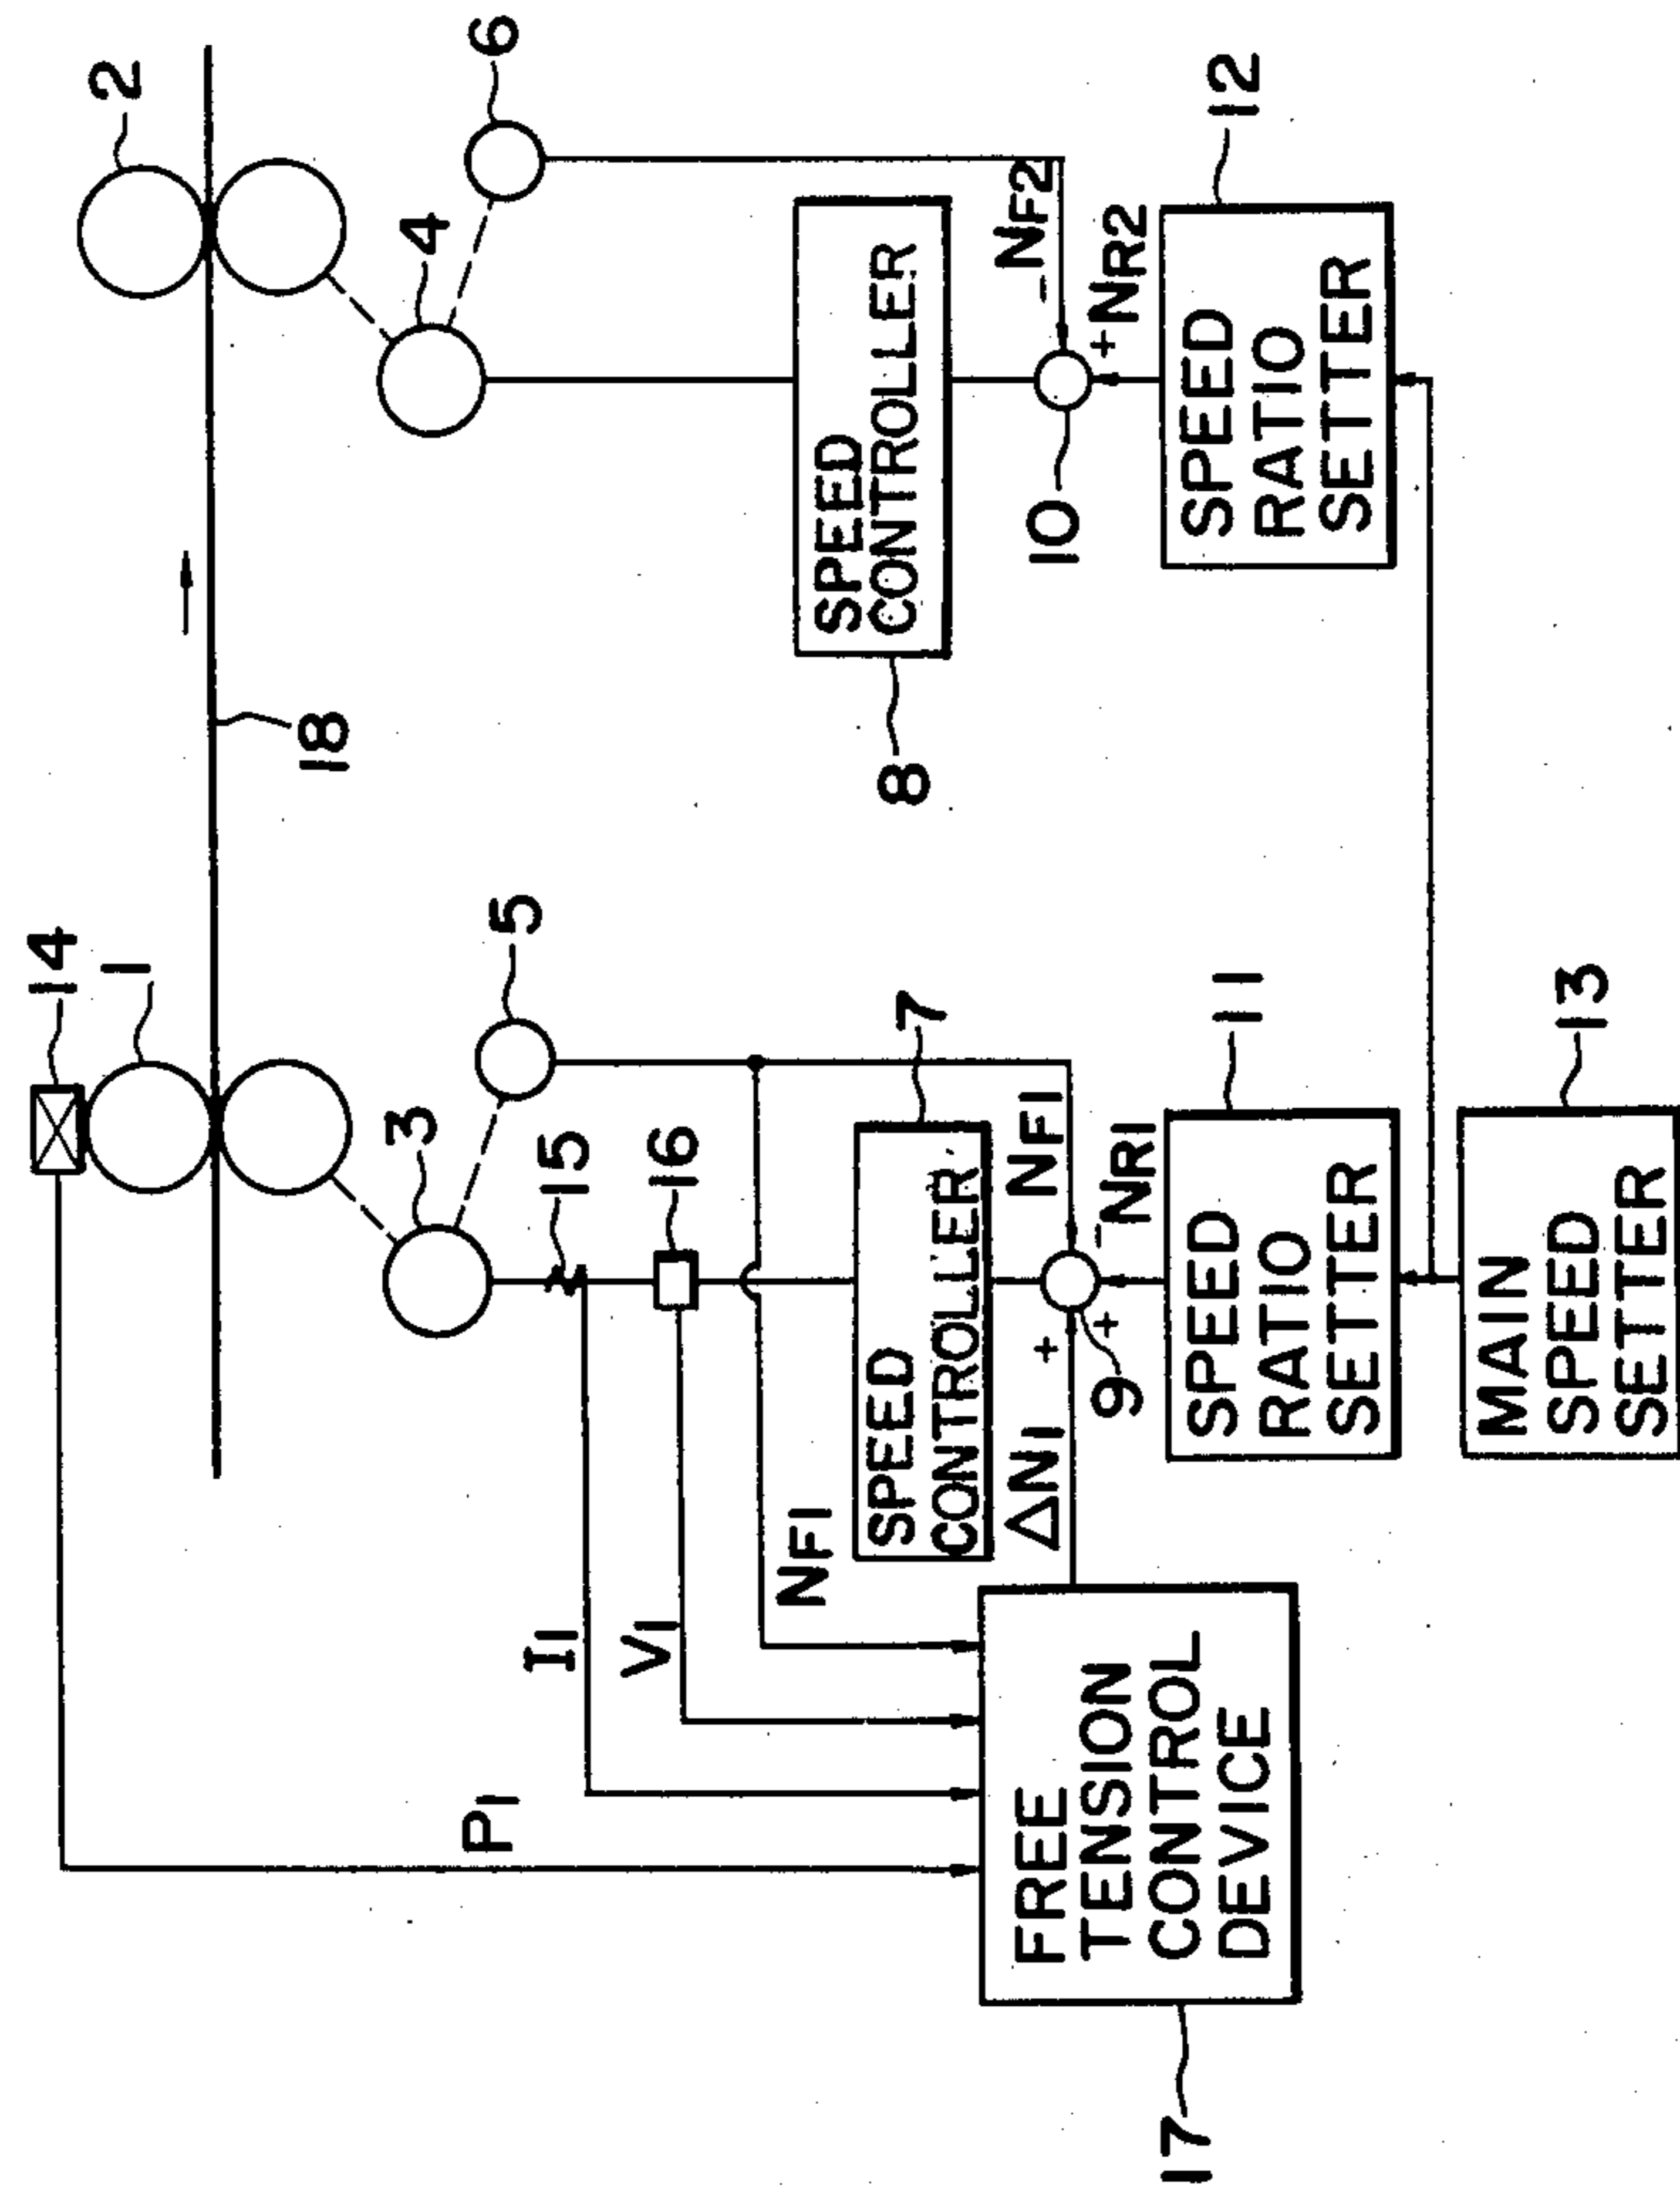 14
1
2
18
3
5
4
6
15
16
P1
I1
V1
NF1
7
SPEED
CONTROLLER
SPEED
CONTROLLER
8
ΔN1
+
9
+
NF1
-
NR1
10
-NF2
+
NR2
FREE
TENSION
CONTROL
DEVICE
17
SPEED
RATIO
SETTER
11
SPEED
RATIO
SETTER
12
MAIN
SPEED
SETTER
13